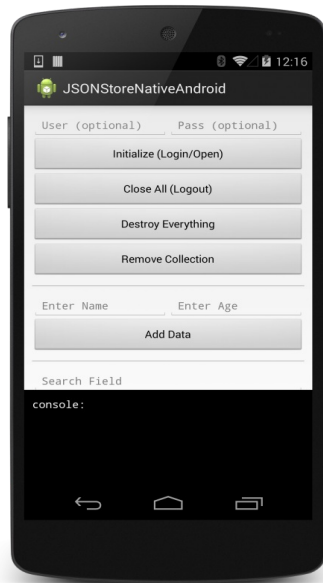 12:16
JSONStoreNativeAndroid
User (optional) Pass (optional)
Initialize (Login/Open)
Close All (Logout)
Destroy Everything
Remove Collection
Enter Name Enter Age
Add Data
Search Field
console: